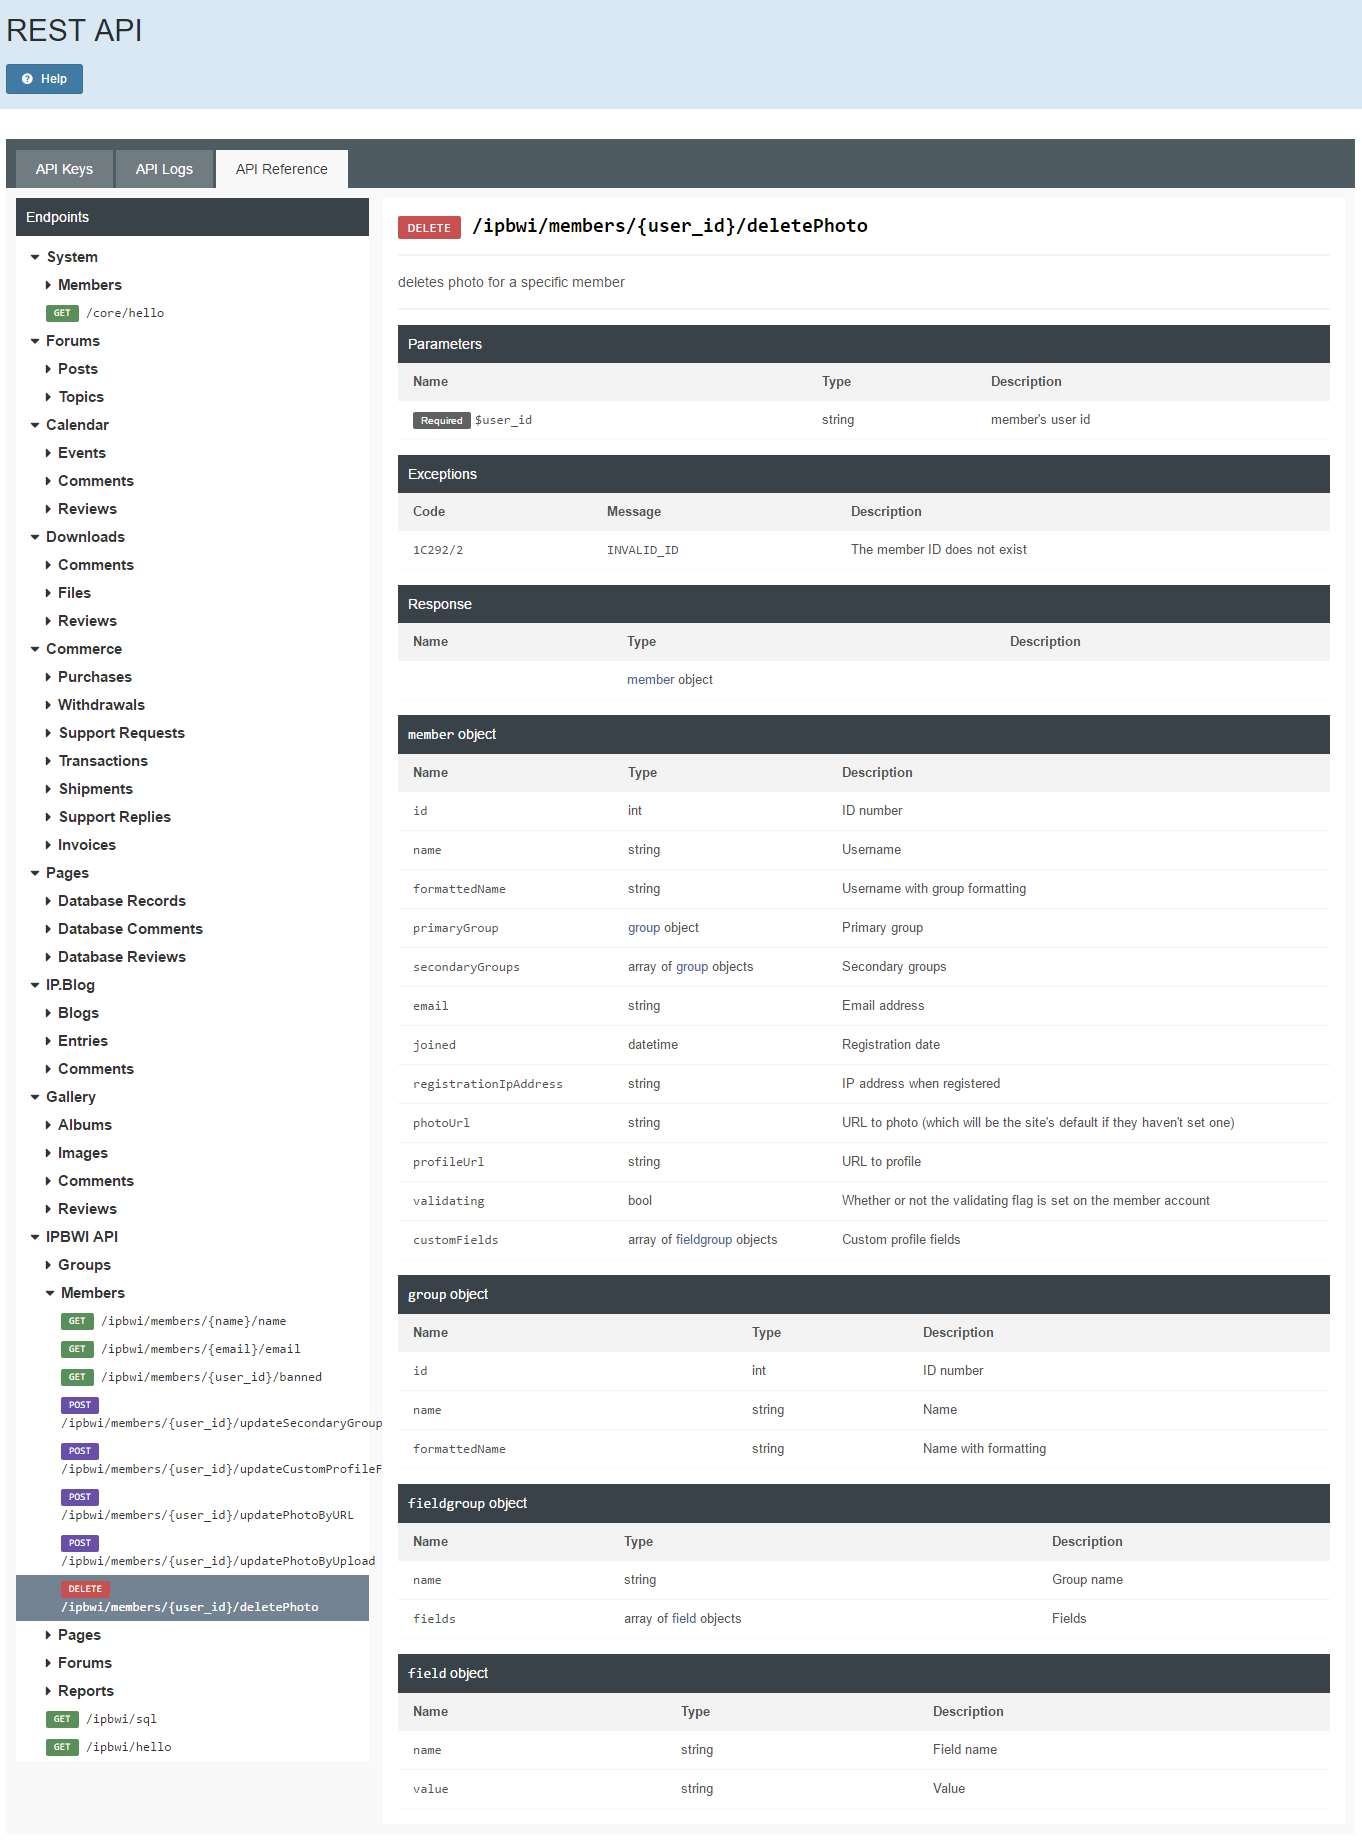 REST API
Help
API Keys API Logs API Reference
Endpoints
System
Members
GET /core/hello
Forums
Posts
Topics
Calendar
Events
Comments
Reviews
Downloads
Comments
Files
Reviews
Commerce
Purchases
Withdrawals
Support Requests
Transactions
Shipments
Support Replies
Invoices
Pages
Database Records
Database Comments
Database Reviews
IP.Blog
Blogs
Entries
Comments
Gallery
Albums
Images
Comments
Reviews
IPBWI API
Groups
Members
GET /ipbwi/members/{name}/name
GET /ipbwi/members/{email}/email
GET /ipbwi/members/{user_id}/banned
POST
/ipbwi/members/{user_id}/updateSecondaryGroup
POST
/ipbwi/members/{user_id}/updateCustomProfileF
POST
/ipbwi/members/{user_id}/updatePhotoByURL
POST
/ipbwi/members/{user_id}/updatePhotoByUpload
DELETE
/ipbwi/members/{user_id}/deletePhoto
Pages
Forums
Reports
GET /ipbwi/sql
GET /ipbwi/hello
DELETE /ipbwi/members/{user_id}/deletePhoto
deletes photo for a specific member
Parameters
Name Type Description
Required $user_id string member's user id
Exceptions
Code Message Description
1C292/2 INVALID_ID The member ID does not exist
Response
Name Type Description
member object
member object
Name Type Description
id int ID number
name string Username
formattedName string Username with group formatting
primaryGroup group object Primary group
secondaryGroups array of group objects Secondary groups
email string Email address
joined datetime Registration date
registrationIpAddress string IP address when registered
photoUrl string URL to photo (which will be the site's default if they haven't set one)
profileUrl string URL to profile
validating bool Whether or not the validating flag is set on the member account
customFields array of fieldgroup objects Custom profile fields
group object
Name Type Description
id int ID number
name string Name
formattedName string Name with formatting
fieldgroup object
Name Type Description
name string Group name
fields array of field objects Fields
field object
Name Type Description
name string Field name
value string Value